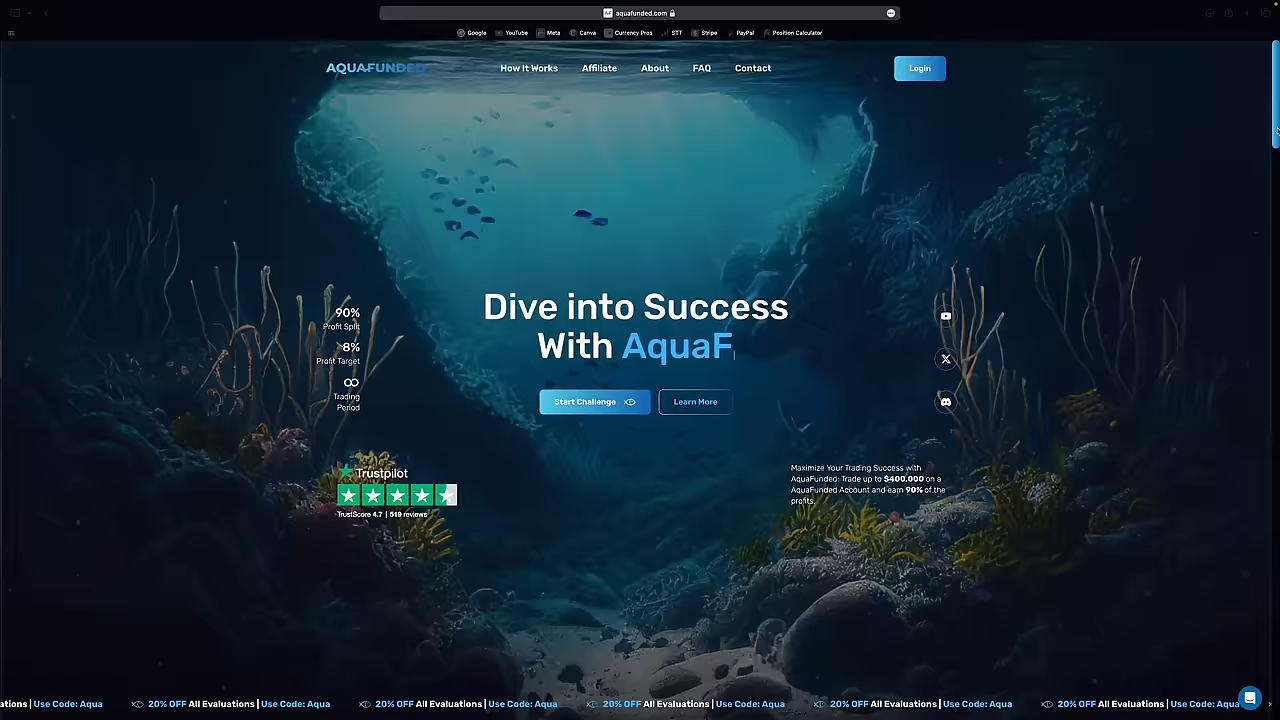 aquafunded.com
Google YouTube Meta Canva Currency Pros STT Stripe PayPal Position Calculator
AQUAFUNDED
How It Works Affiliate About FAQ Contact
Login
Dive into Success
With AquaF
Start Challenge Learn More
90%
Profit Split
8%
Profit Target
∞
Trading
Period
Trustpilot
TrustScore 4.7 | 519 reviews
Maximize Your Trading Success with
AquaFunded: Trade up to $400,000 on a
AquaFunded Account and earn 90% of the
profits.
ations | Use Code: Aqua 20% OFF All Evaluations | Use Code: Aqua 20% OFF All Evaluations | Use Code: Aqua 20% OFF All Evaluations | Use Code: Aqua 20% OFF All Evaluations | Use Code: Aqua 20% OFF All Evaluations | Use Code: A